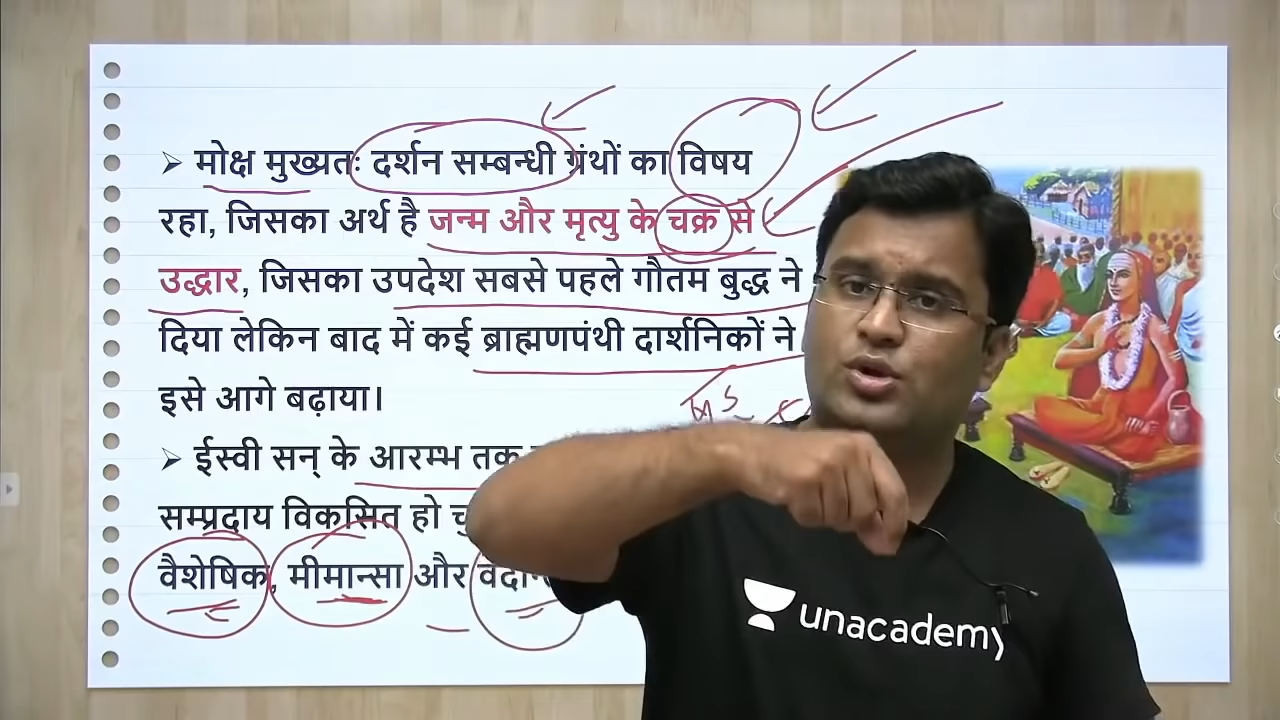 ➢ मोक्ष मुख्यतः दर्शन सम्बन्धी ग्रंथों का विषय
रहा, जिसका अर्थ है जन्म और मृत्यु के चक्र से
उद्धार, जिसका उपदेश सबसे पहले गौतम बुद्ध ने
दिया लेकिन बाद में कई ब्राह्मणपंथी दार्शनिकों ने
इसे आगे बढ़ाया।
➢ ईस्वी सन् के आरम्भ तक
सम्प्रदाय विकसित हो
वैशेषिक, मीमान्सा और
unacademy